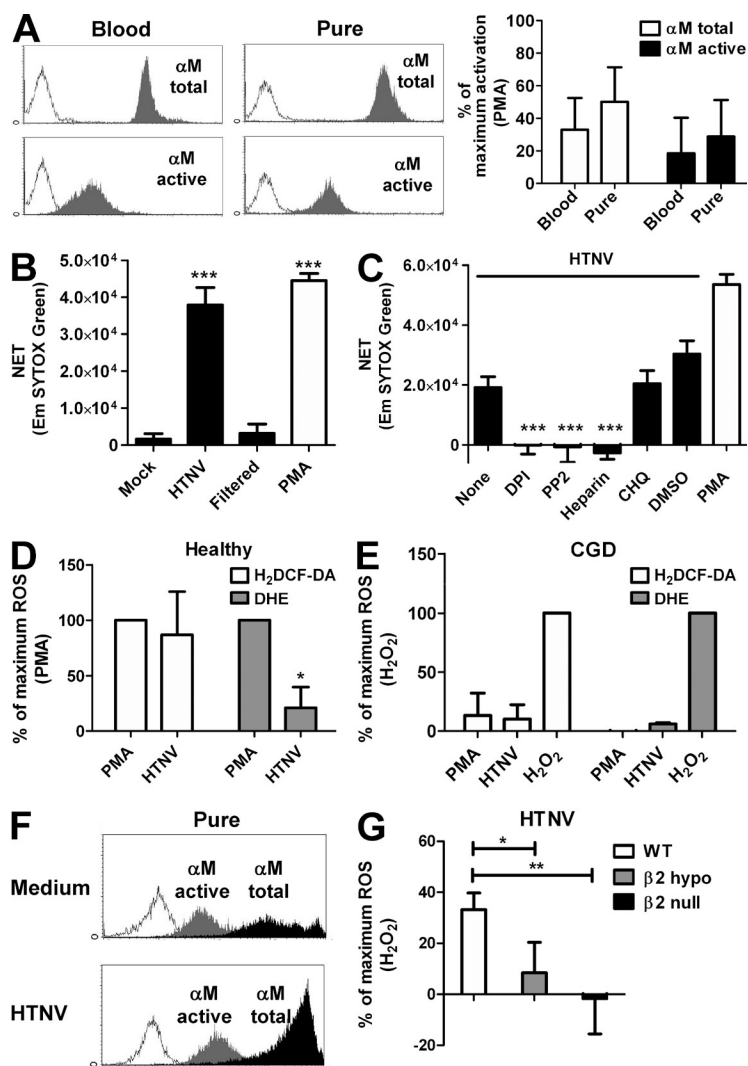 A
Blood
Pure
αM total
αM total
αM active
αM active
0
0
0
0
% of maximum activation (PMA)
100
80
60
40
20
0
αM total
αM active
Blood
Pure
Blood
Pure
B
NET (Em SYTOX Green)
5.0×10⁴
4.0×10⁴
3.0×10⁴
2.0×10⁴
1.0×10⁴
0
***
***
Mock
HTNV
Filtered
PMA
C
HTNV
NET (Em SYTOX Green)
6.0×10⁴
4.0×10⁴
2.0×10⁴
0
*** *** ***
None
DPI
PP2
Heparin
CHQ
DMSO
PMA
D
Healthy
% of maximum ROS (PMA)
150
100
50
0
H₂DCF-DA
DHE
*
PMA
HTNV
PMA
HTNV
E
CGD
% of maximum ROS (H₂O₂)
150
100
50
0
H₂DCF-DA
DHE
PMA
HTNV
H₂O₂
PMA
HTNV
H₂O₂
F
Pure
Medium
αM active
αM total
0
HTNV
αM active
αM total
0
G
HTNV
% of maximum ROS (H₂O₂)
60
40
20
0
-20
*
**
WT
β2 hypo
β2 null